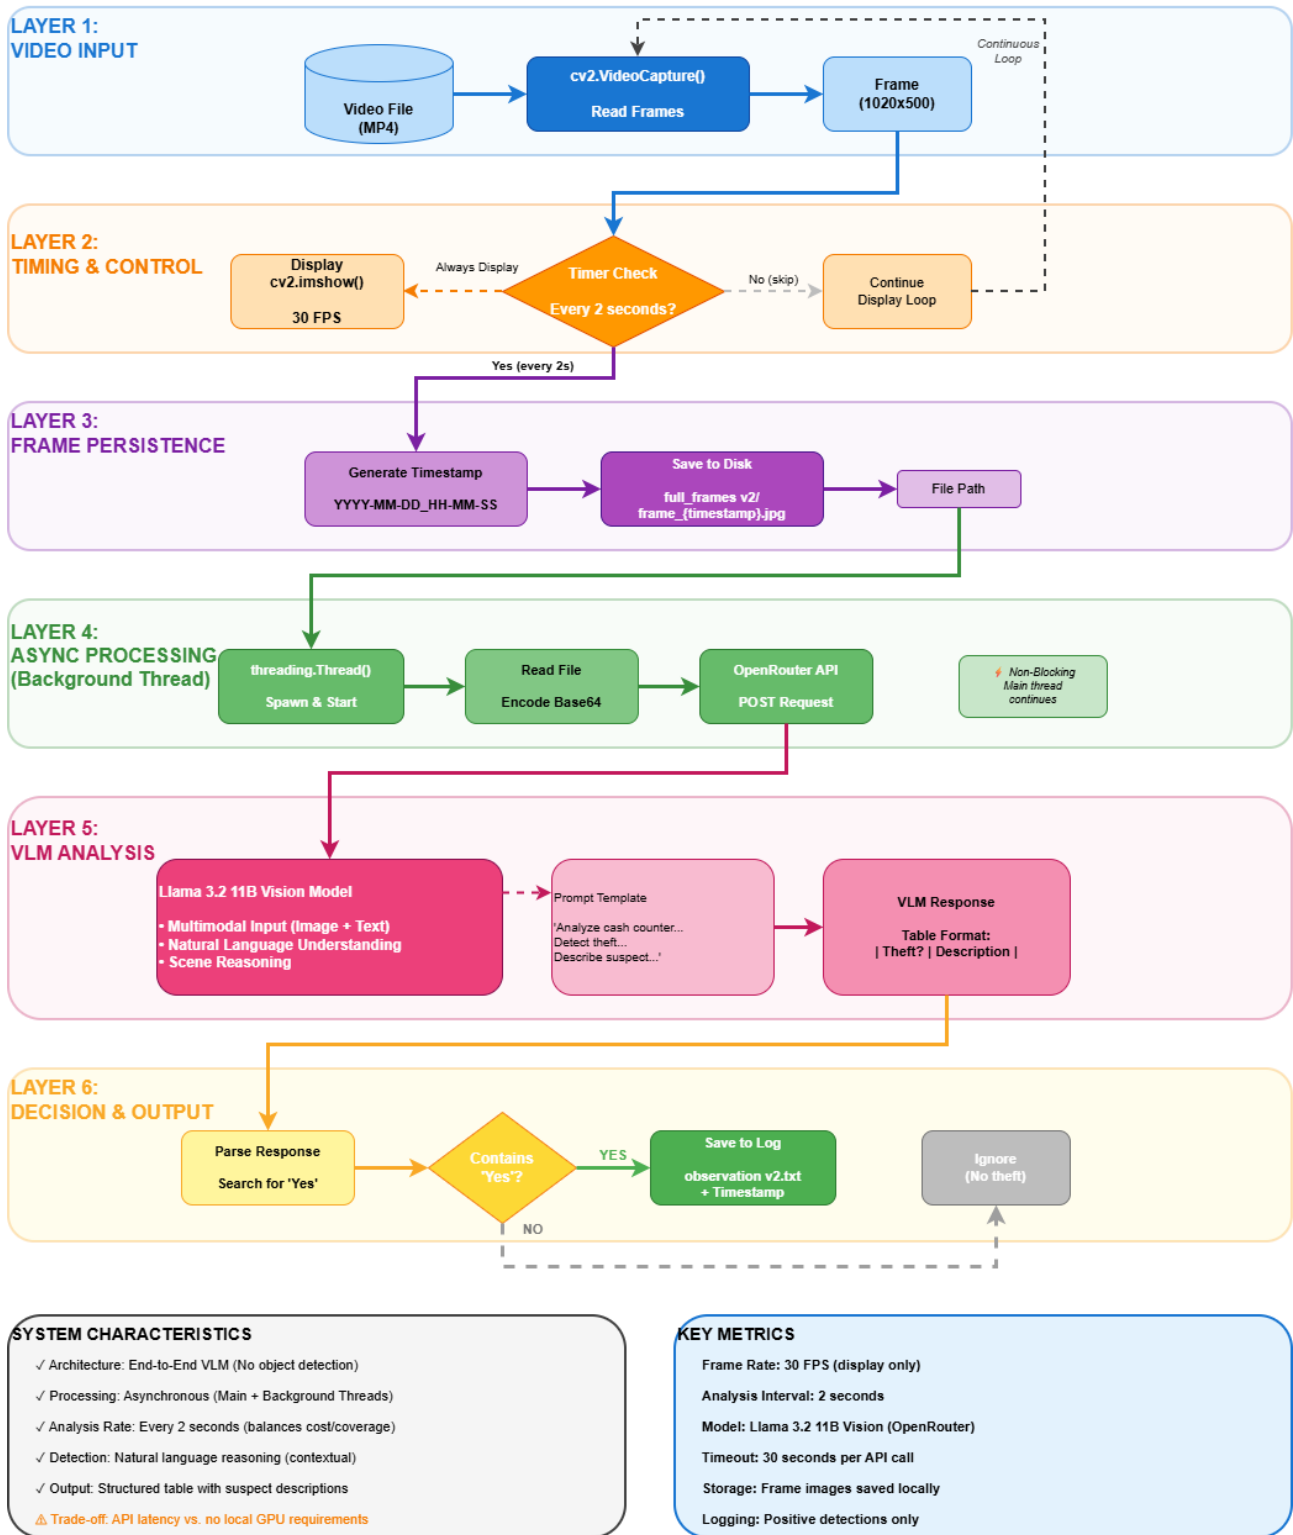 LAYER 1:
VIDEO INPUT
Video File
(MP4)
cv2.VideoCapture()
Read Frames
Frame
(1020x500)
Continuous
Loop
LAYER 2:
TIMING & CONTROL
Display
cv2.imshow()
30 FPS
Always Display
Timer Check
Every 2 seconds?
No (skip)
Continue
Display Loop
Yes (every 2s)
LAYER 3:
FRAME PERSISTENCE
Generate Timestamp
YYYY-MM-DD_HH-MM-SS
Save to Disk
full_frames v2/
frame_{timestamp}.jpg
File Path
LAYER 4:
ASYNC PROCESSING
(Background Thread)
threading.Thread()
Spawn & Start
Read File
Encode Base64
OpenRouter API
POST Request
⚡ Non-Blocking
Main thread
continues
LAYER 5:
VLM ANALYSIS
Llama 3.2 11B Vision Model
• Multimodal Input (Image + Text)
• Natural Language Understanding
• Scene Reasoning
Prompt Template
'Analyze cash counter...
Detect theft...
Describe suspect...'
VLM Response
Table Format:
| Theft? | Description |
LAYER 6:
DECISION & OUTPUT
Parse Response
Search for 'Yes'
Contains
'Yes'?
YES
NO
Save to Log
observation v2.txt
+ Timestamp
Ignore
(No theft)
SYSTEM CHARACTERISTICS
✓ Architecture: End-to-End VLM (No object detection)
✓ Processing: Asynchronous (Main + Background Threads)
✓ Analysis Rate: Every 2 seconds (balances cost/coverage)
✓ Detection: Natural language reasoning (contextual)
✓ Output: Structured table with suspect descriptions
⚠ Trade-off: API latency vs. no local GPU requirements
KEY METRICS
Frame Rate: 30 FPS (display only)
Analysis Interval: 2 seconds
Model: Llama 3.2 11B Vision (OpenRouter)
Timeout: 30 seconds per API call
Storage: Frame images saved locally
Logging: Positive detections only